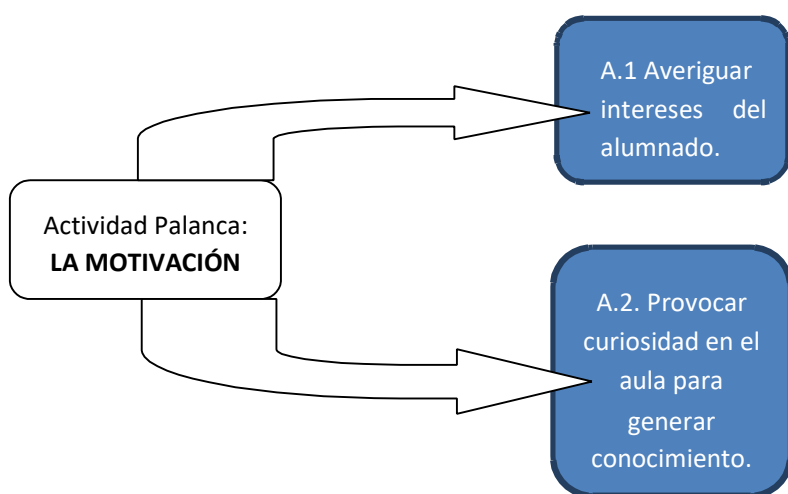 Actividad Palanca:
LA MOTIVACIÓN
A.1 Averiguar
intereses del
alumnado.
A.2. Provocar
curiosidad en el
aula para
generar
conocimiento.